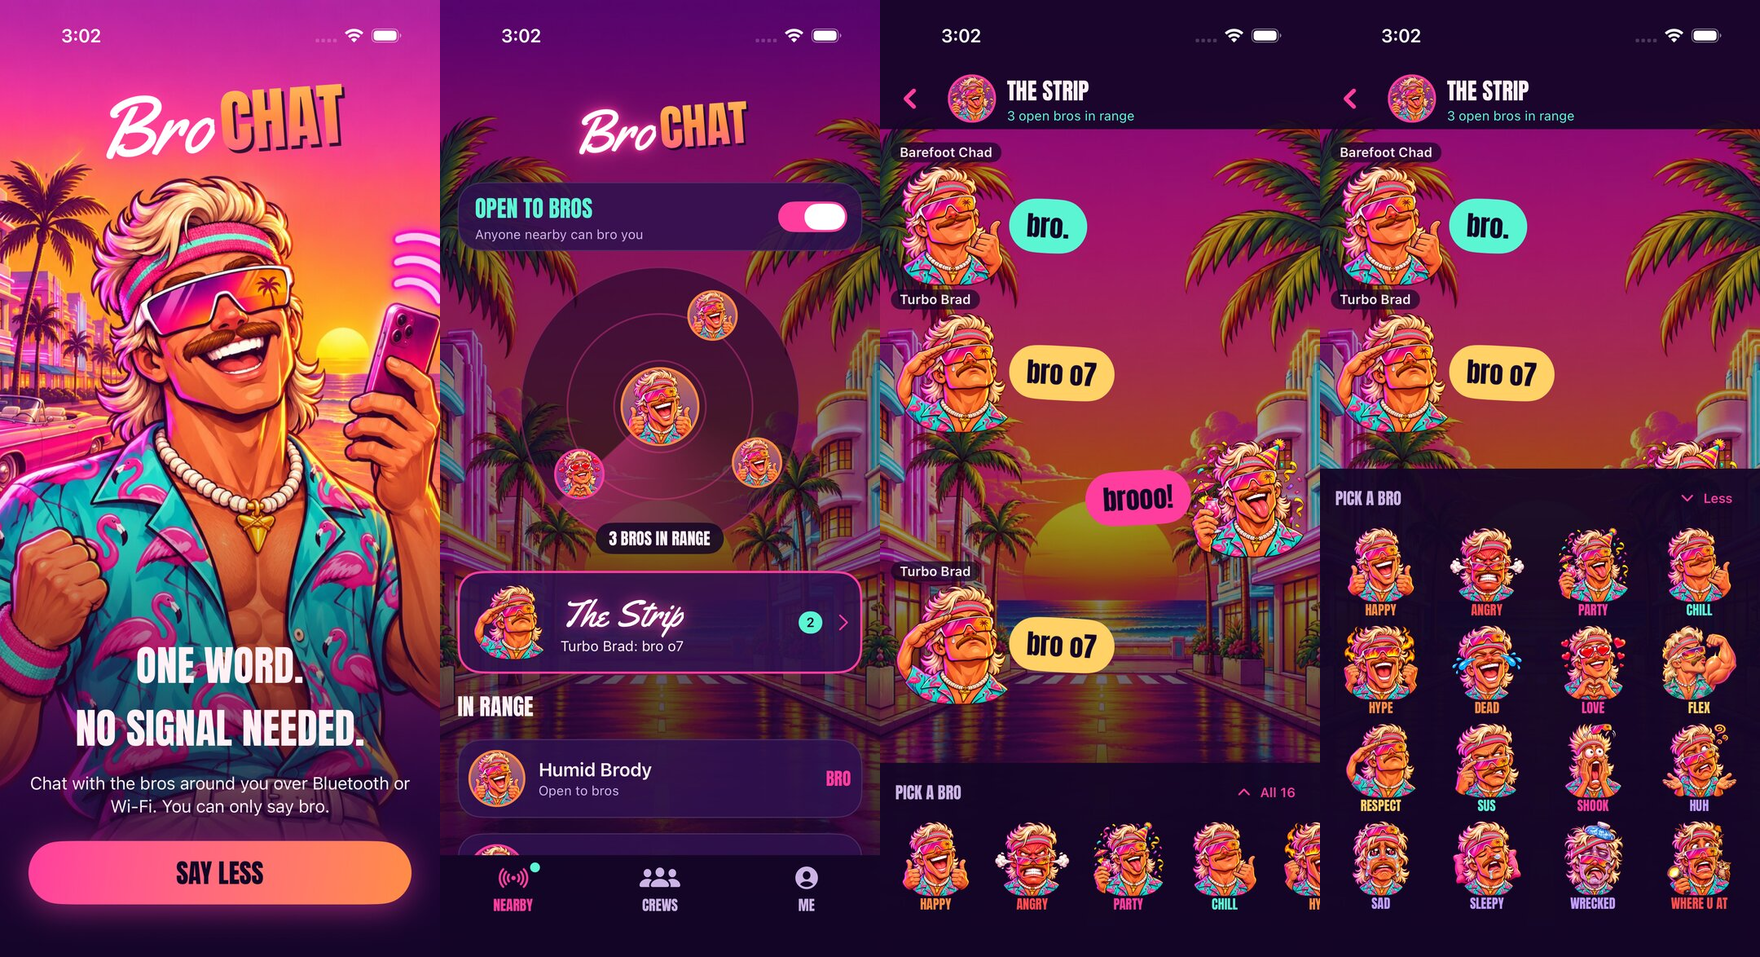 3:02
Bro CHAT
ONE WORD.
NO SIGNAL NEEDED.
Chat with the bros around you over Bluetooth or
Wi-Fi. You can only say bro.
SAY LESS
3:02
Bro CHAT
OPEN TO BROS
Anyone nearby can bro you
3 BROS IN RANGE
The Strip
Turbo Brad: bro o7
2
IN RANGE
Humid Brody
Open to bros
BRO
NEARBY
CREWS
ME
3:02
THE STRIP
3 open bros in range
Barefoot Chad
bro.
Turbo Brad
bro o7
brooo!
Turbo Brad
bro o7
PICK A BRO
All 16
HAPPY
ANGRY
PARTY
CHILL
HY
3:02
THE STRIP
3 open bros in range
Barefoot Chad
bro.
Turbo Brad
bro o7
PICK A BRO
Less
HAPPY
ANGRY
PARTY
CHILL
HYPE
DEAD
LOVE
FLEX
RESPECT
SUS
SHOOK
HUH
SAD
SLEEPY
WRECKED
WHERE U AT